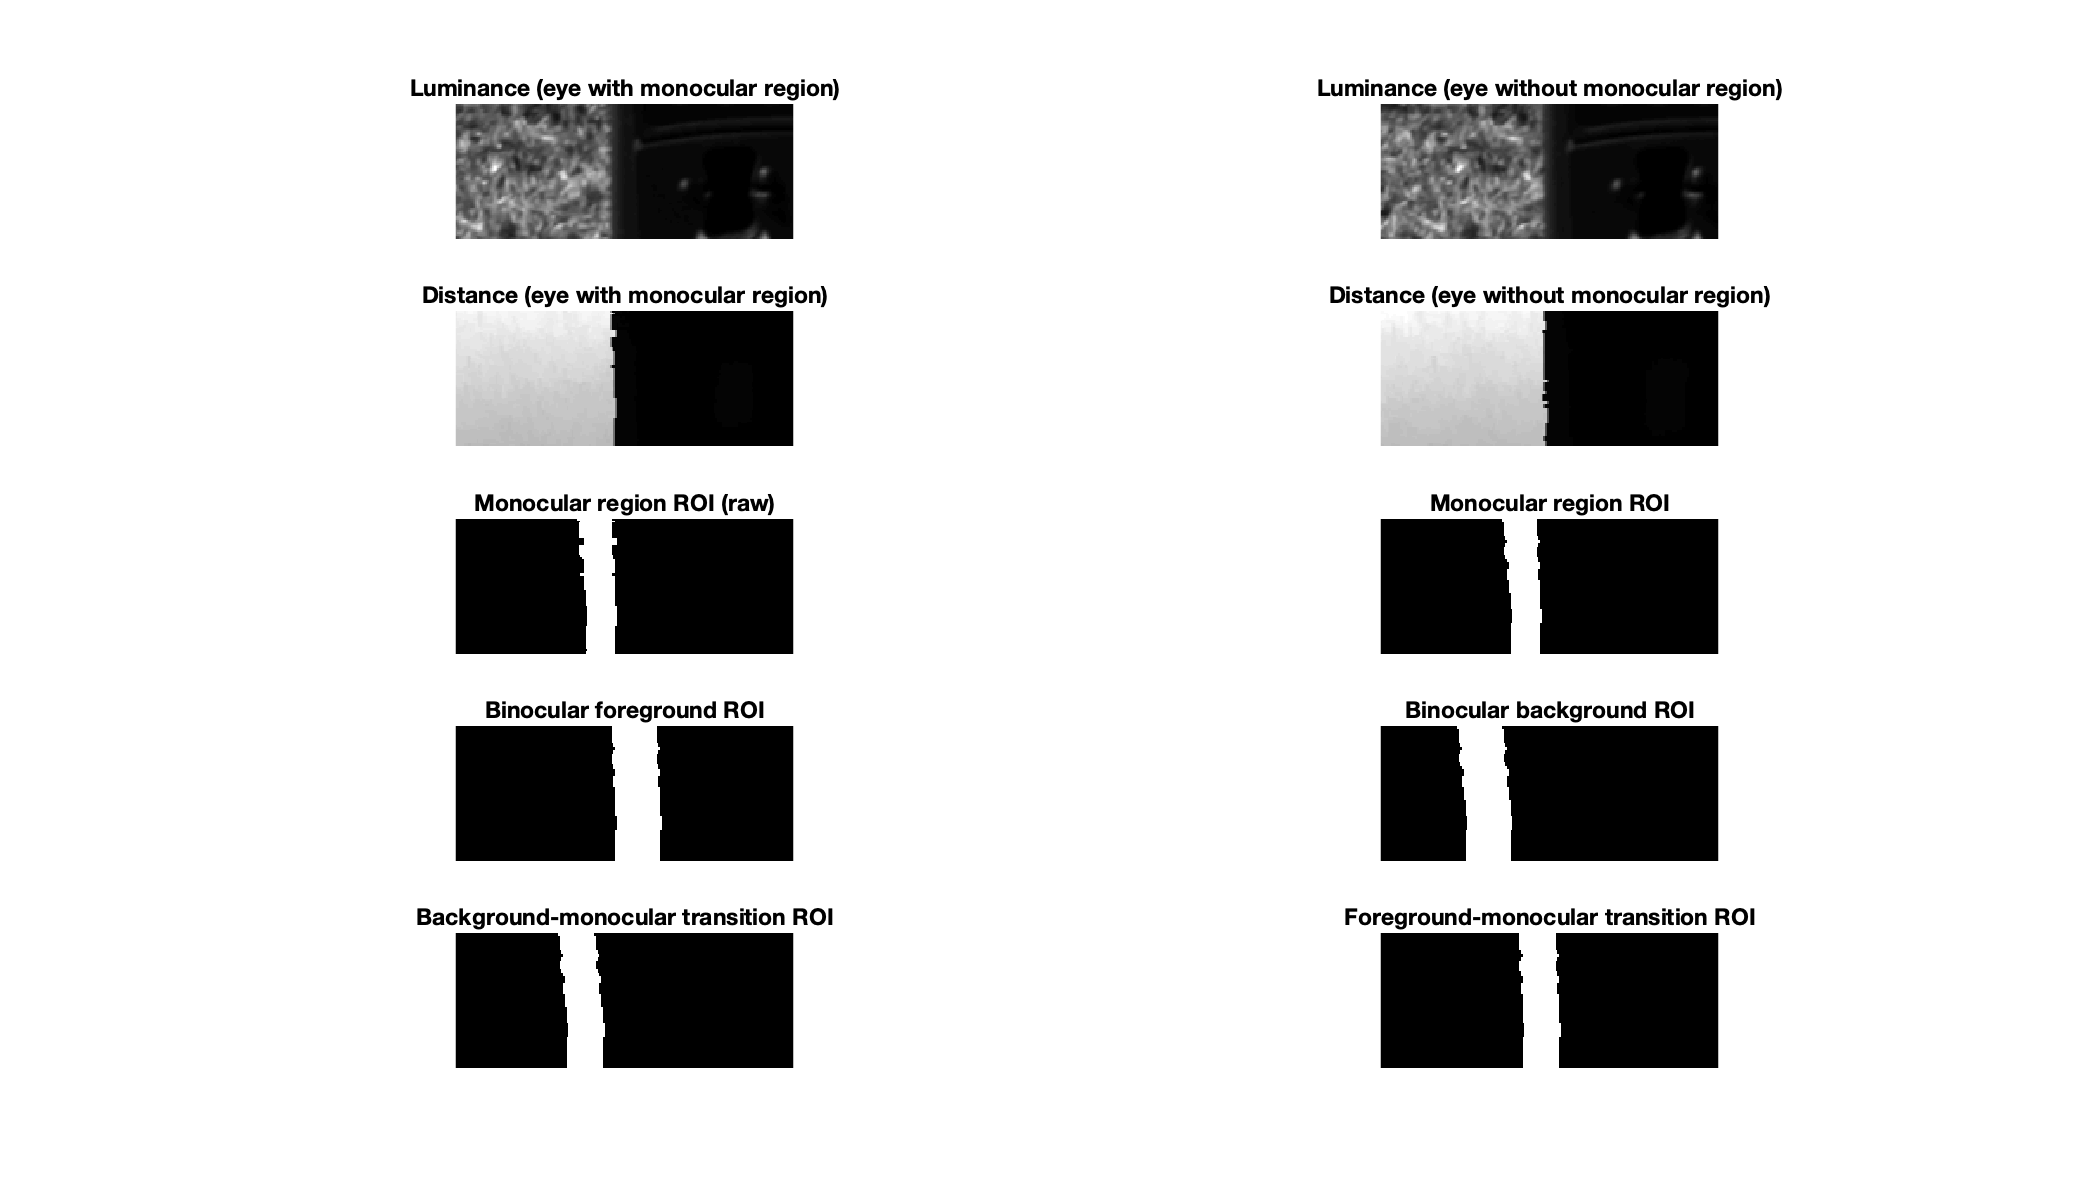 Luminance (eye with monocular region)
Luminance (eye without monocular region)
Distance (eye with monocular region)
Distance (eye without monocular region)
Monocular region ROI (raw)
Monocular region ROI
Binocular foreground ROI
Binocular background ROI
Background-monocular transition ROI
Foreground-monocular transition ROI